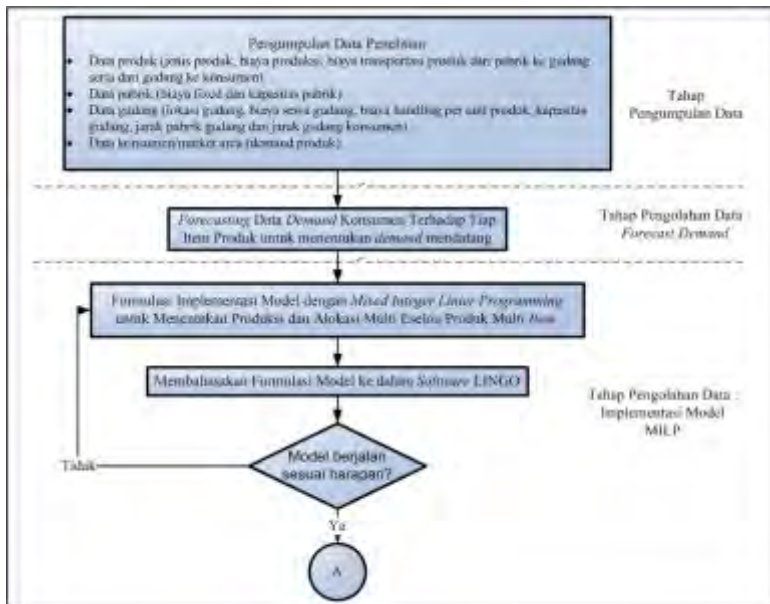 Pengumpulan Data Penelitian
• Data produk (jenis produk, biaya produksi, biaya transportasi produk dari pabrik ke gudang
serta dari gudang ke konsumen)
• Data pabrik (biaya fixed dan kapasitas pabrik)
• Data gudang (lokasi gudang, biaya sewa gudang, biaya handling per unit produk, kapasitas
gudang, jarak pabrik gudang dan jarak gudang konsumen)
• Data konsumen/market area (demand produk)
Tahap
Pengumpulan Data
Forecasting Data Demand Konsumen Terhadap Tiap
Item Produk untuk menentukan demand mendatang
Tahap Pengolahan Data
Forecast Demand
Formulasi Implementasi Model dengan Mixed Integer Linier Programming
untuk Menentukan Produksi dan Alokasi Multi Eselon Produk Multi Item
Membahasakan Formulasi Model ke dalam Software LINGO
Tahap Pengolahan Data :
Implementasi Model
MILP
Model berjalan
sesuai harapan?
Tidak
Ya
A